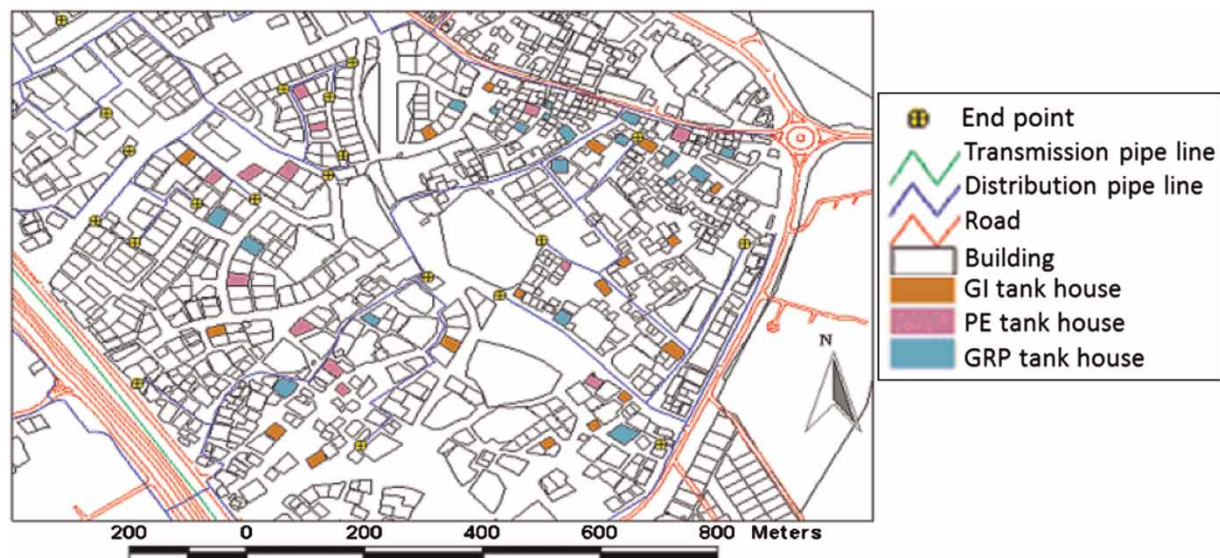 End point
Transmission pipe line
Distribution pipe line
Road
Building
GI tank house
PE tank house
GRP tank house
N
200 0 200 400 600 800 Meters